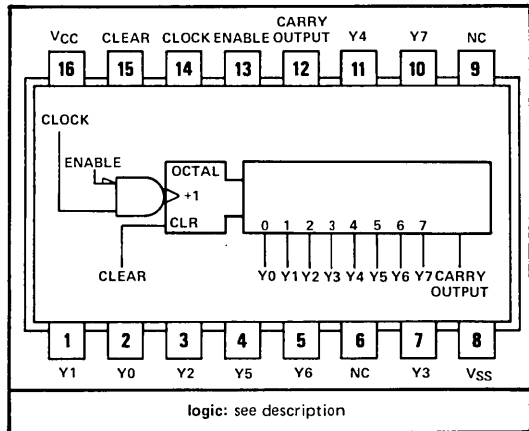 VCC CLEAR CLOCK ENABLE CARRY OUTPUT Y4 Y7 NC
16 15 14 13 12 11 10 9
CLOCK
ENABLE
OCTAL
+1
CLR
CLEAR
0 1 2 3 4 5 6 7
Y0 Y1 Y2 Y3 Y4 Y5 Y6 Y7 CARRY
OUTPUT
1 2 3 4 5 6 7 8
Y1 Y0 Y2 Y5 Y6 NC Y3 VSS
logic: see description